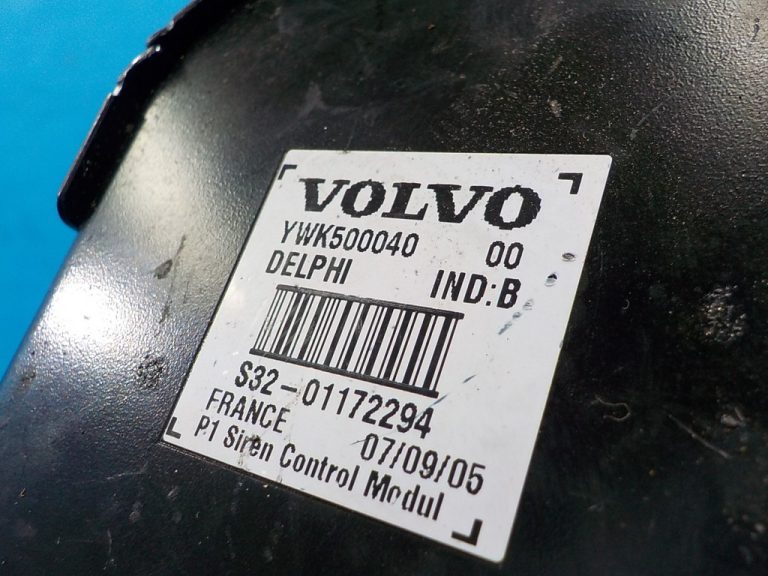 VOLVO
YWK500040 00
DELPHI IND:B
S32-01172294
FRANCE 07/09/05
P1 Siren Control Modul